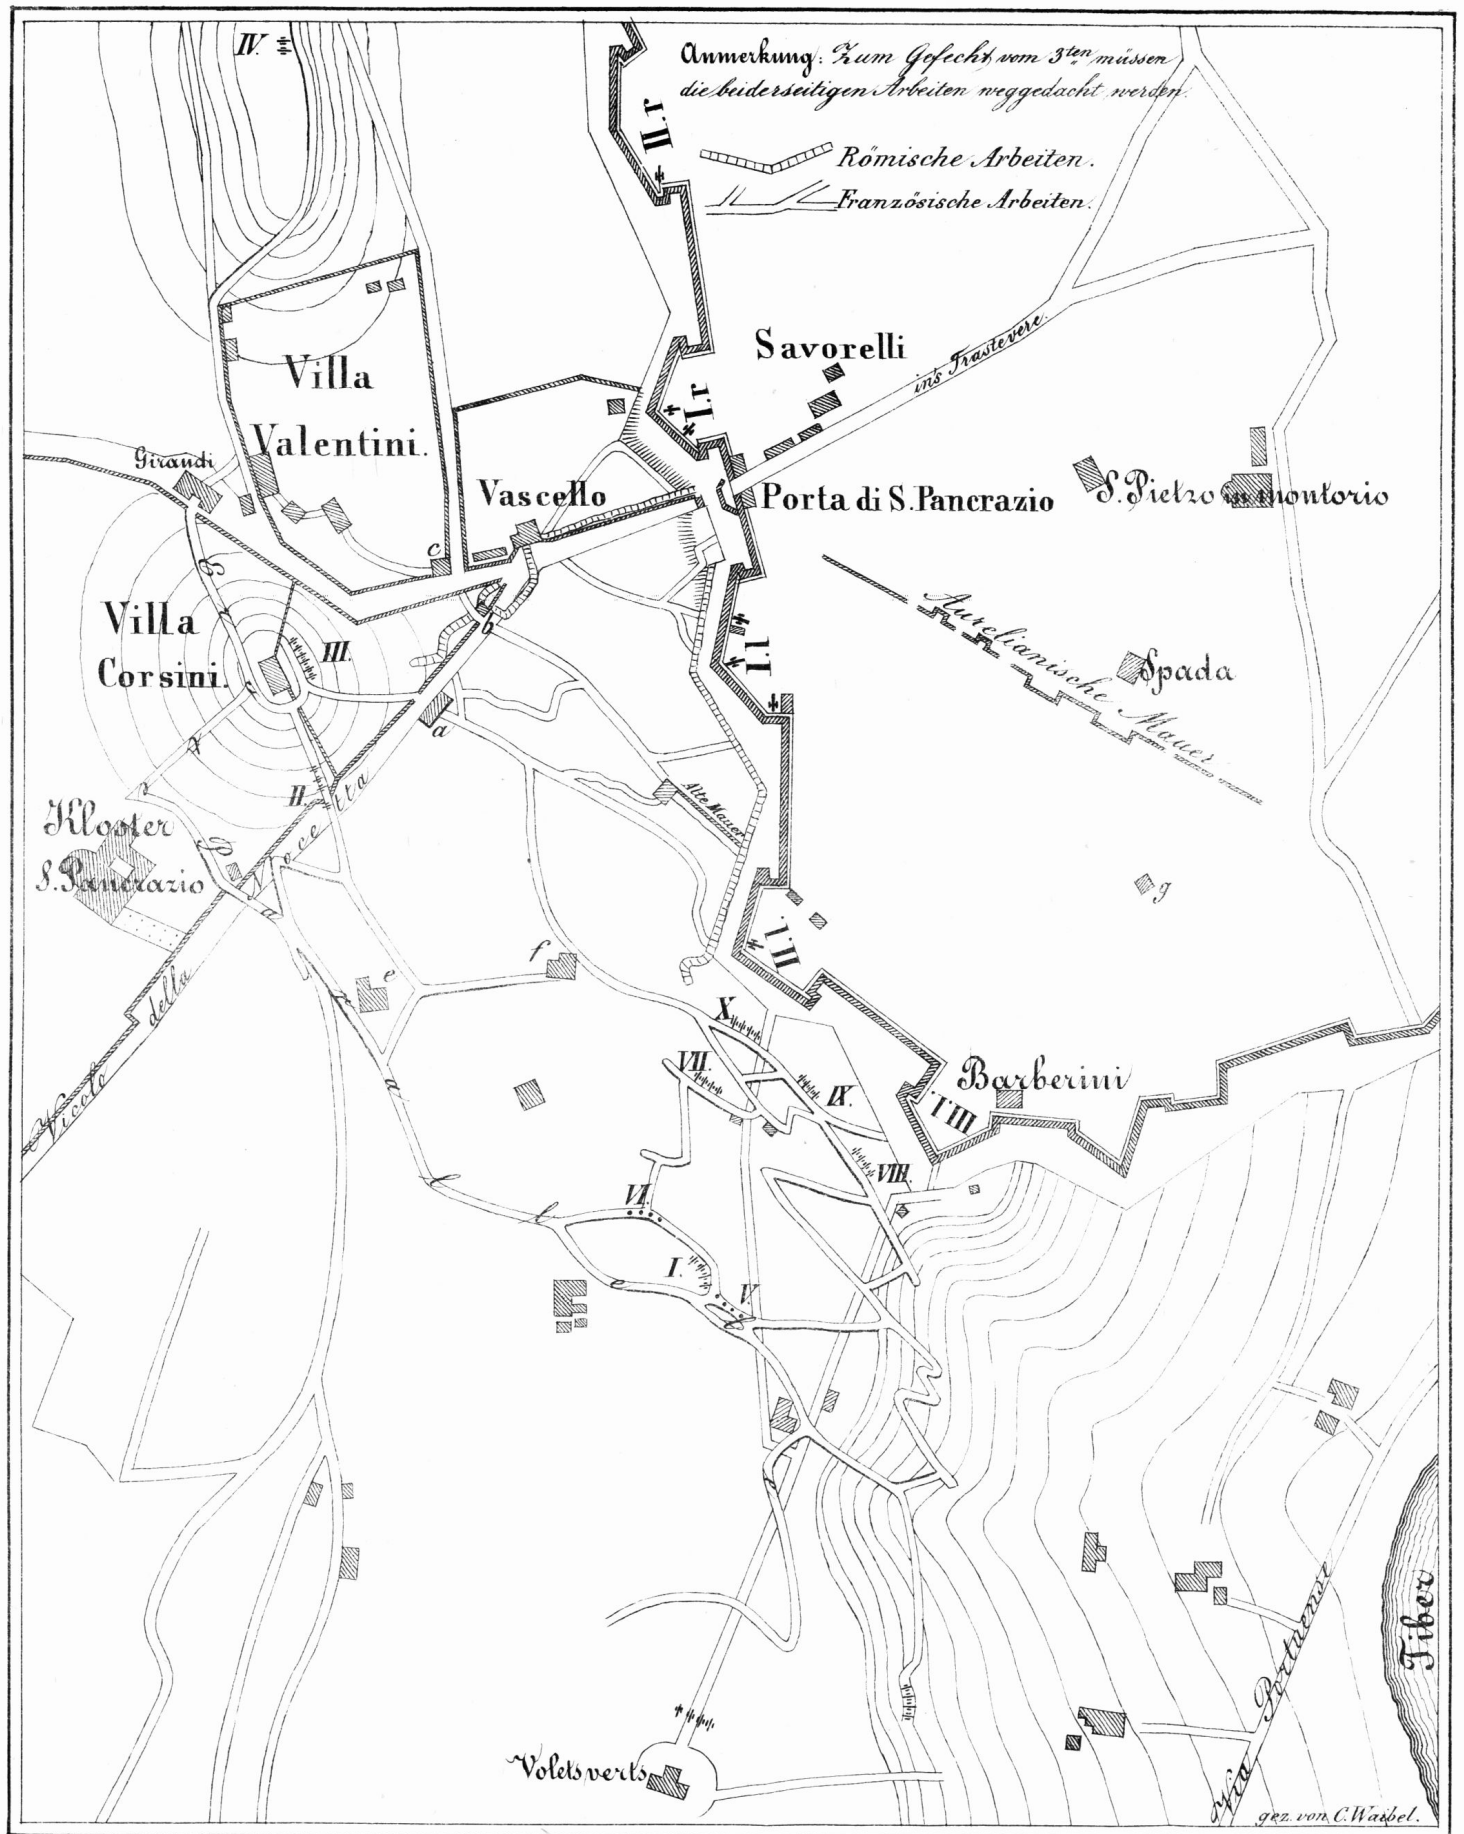 IV.
Anmerkung: Zum Gefecht vom 3ten müssen
die beiderseitigen Arbeiten weggedacht werden.
II.r
Römische Arbeiten.
Französische Arbeiten.
Savorelli
I.r
ins Trastevere.
Villa
Valentini.
Girandi
Vascello
Porta di S. Pancrazio
S. Pietro in montorio
c
b
Villa
Corsini.
III.
I.l
Aurelianische Mauer
Spada
a
II.
Alte Mauer
Kloster
S. Pancrazio
Vicolo della Nocetta
g
II.l.
f
e
X.
VII.
IX.
Barberini
III.l.
VIII.
VI.
Parallele
I.
V.
Tiber
Via Portuense
Volets verts
gez. von C. Waibel.